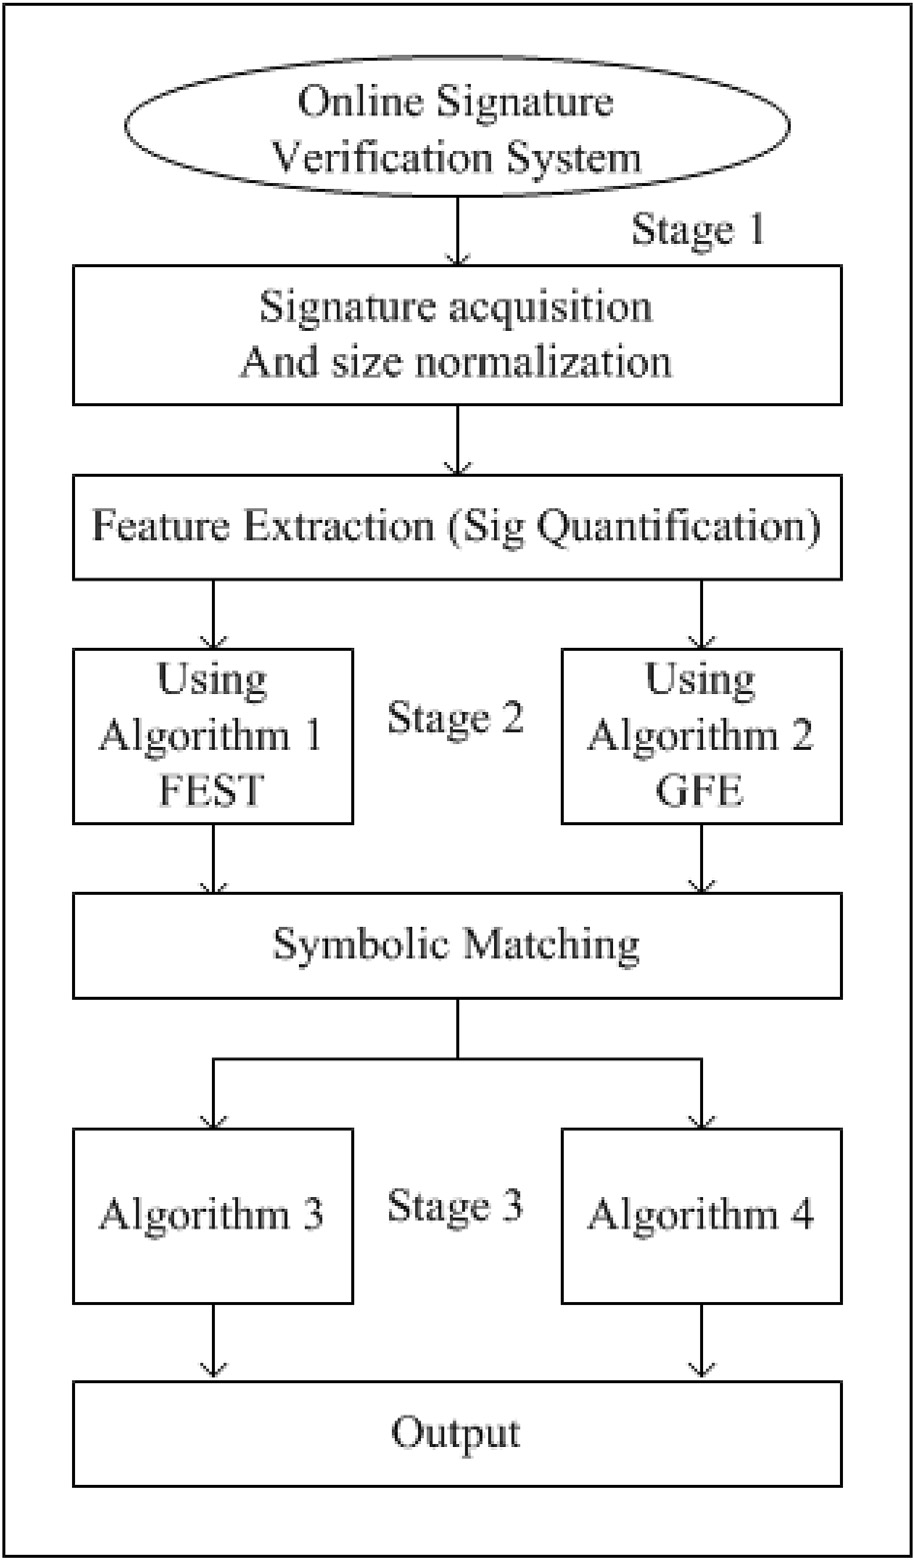 Online Signature
Verification System
Stage 1
Signature acquisition
And size normalization
Feature Extraction (Sig Quantification)
Using
Algorithm 1
FEST
Stage 2
Using
Algorithm 2
GFE
Symbolic Matching
Algorithm 3
Stage 3
Algorithm 4
Output